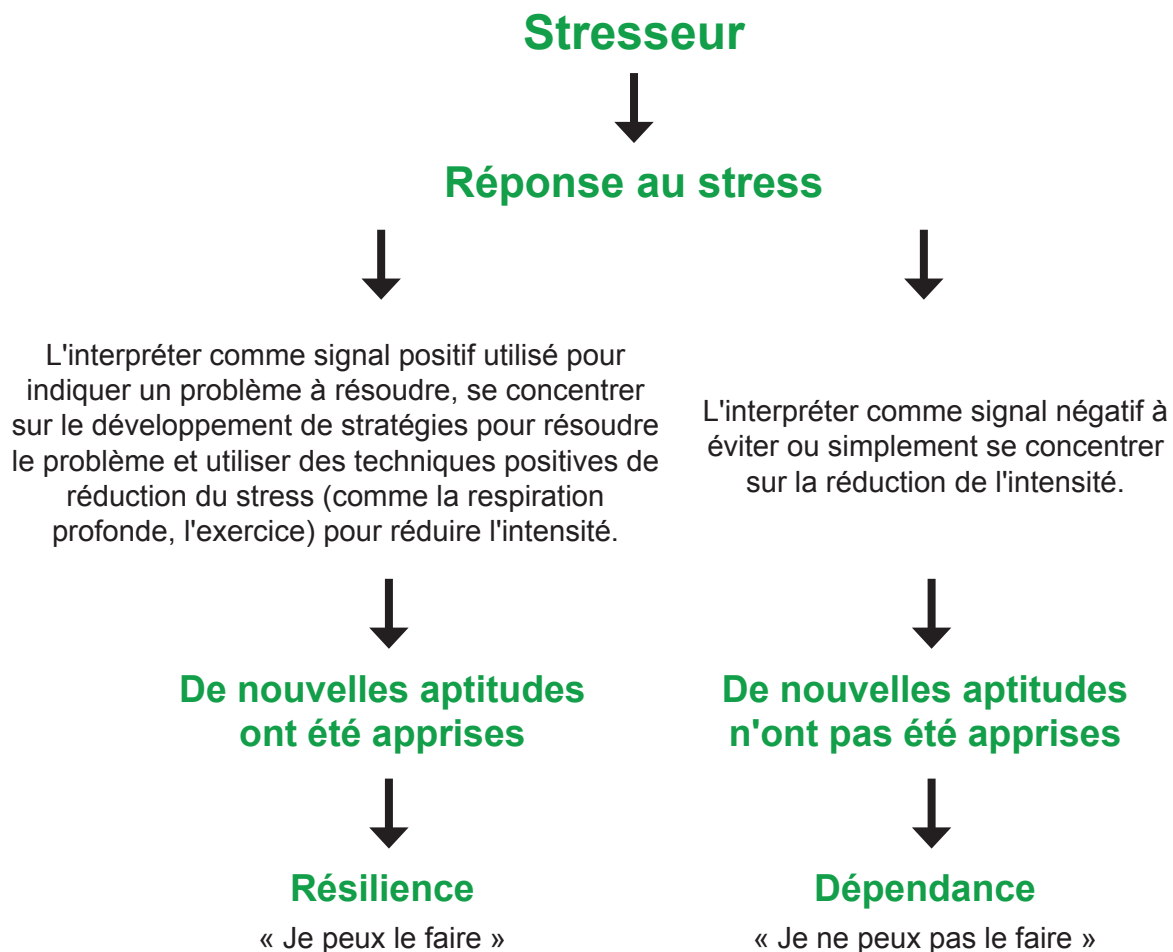 Stresseur
Réponse au stress
L'interpréter comme signal positif utilisé pour
indiquer un problème à résoudre, se concentrer
sur le développement de stratégies pour résoudre
le problème et utiliser des techniques positives de
réduction du stress (comme la respiration
profonde, l'exercice) pour réduire l'intensité.
L'interpréter comme signal négatif à
éviter ou simplement se concentrer
sur la réduction de l'intensité.
De nouvelles aptitudes
ont été apprises
De nouvelles aptitudes
n'ont pas été apprises
Résilience
« Je peux le faire »
Dépendance
« Je ne peux pas le faire »